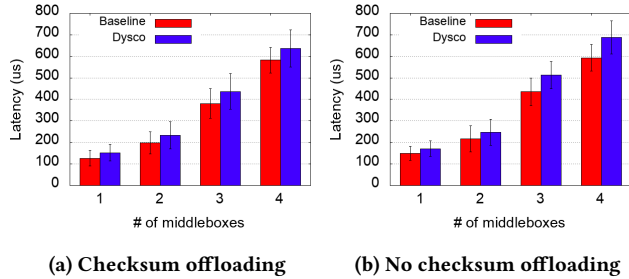 800
700
600
500
400
300
200
100
0
Latency (us)
Baseline
Dysco
1 2 3 4
# of middleboxes
(a) Checksum offloading
800
700
600
500
400
300
200
100
0
Latency (us)
Baseline
Dysco
1 2 3 4
# of middleboxes
(b) No checksum offloading